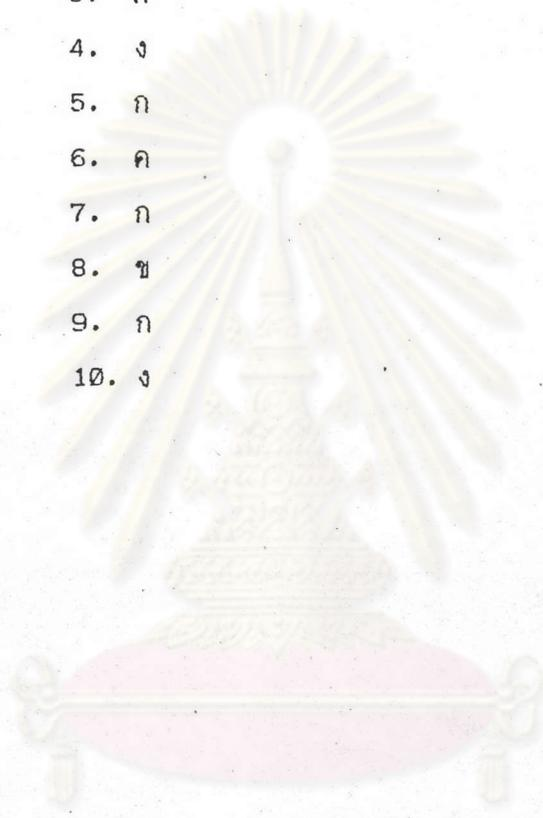 4. ง
5. ก
6. ค
7. ก
8. ข
9. ก
10. ง